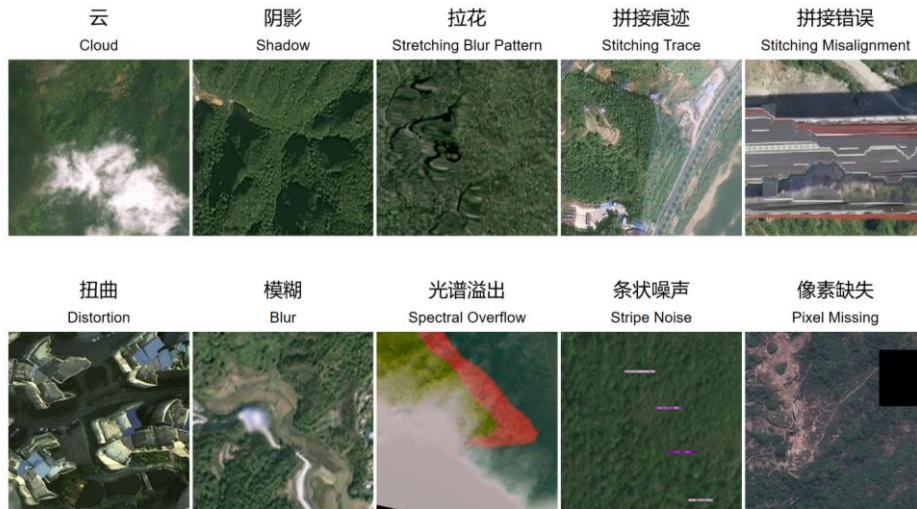 云 阴影 拉花 拼接痕迹 拼接错误
Cloud Shadow Stretching Blur Pattern Stitching Trace Stitching Misalignment
扭曲 模糊 光谱溢出 条状噪声 像素缺失
Distortion Blur Spectral Overflow Stripe Noise Pixel Missing